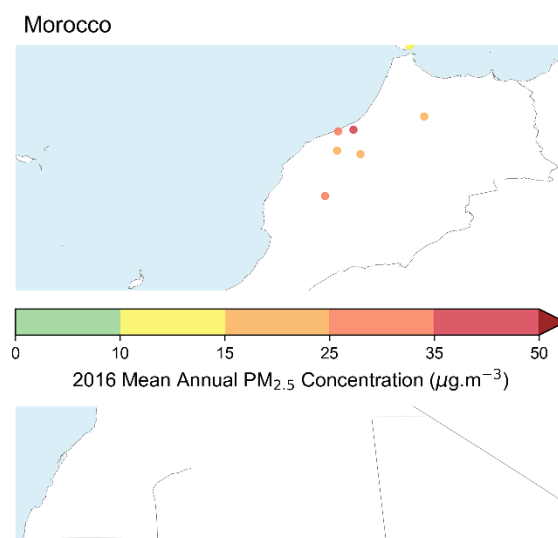 Morocco
0 10 15 25 35 50
2016 Mean Annual PM₂.₅ Concentration (μg.m⁻³)